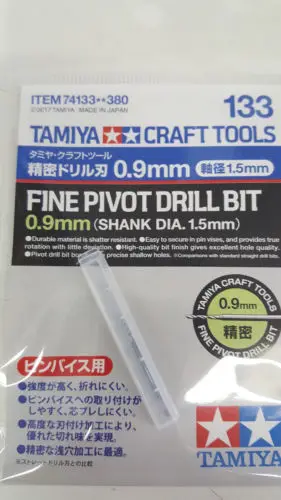 ITEM 74133**380
©2017 TAMIYA MADE IN JAPAN
133
TAMIYA CRAFT TOOLS
タミヤ・クラフトツール
精密ドリル刃 0.9mm 軸径1.5mm
FINE PIVOT DRILL BIT
0.9mm (SHANK DIA. 1.5mm)
●Durable material is shatter resistant. ●Easy to secure in pin vises, and provides true
rotation with little deviation. ●High-quality bit finish gives excellent hole quality.
●Pivot drill bit precise shallow holes. ※Comparisons with standard straight drill bits.
TAMIYA CRAFT TOOLS
0.9mm
精密
FINE PIVOT DRILL BIT
ピンバイス用
●強度が高く、折れにくい。
●ピンバイスへの取り付けが
しやすく、芯ブレしにくい。
●高度な刃付け加工により、
優れた切れ味を実現。
●精密な浅穴加工に最適。
※ストレートドリル刃との比較
TAMIYA